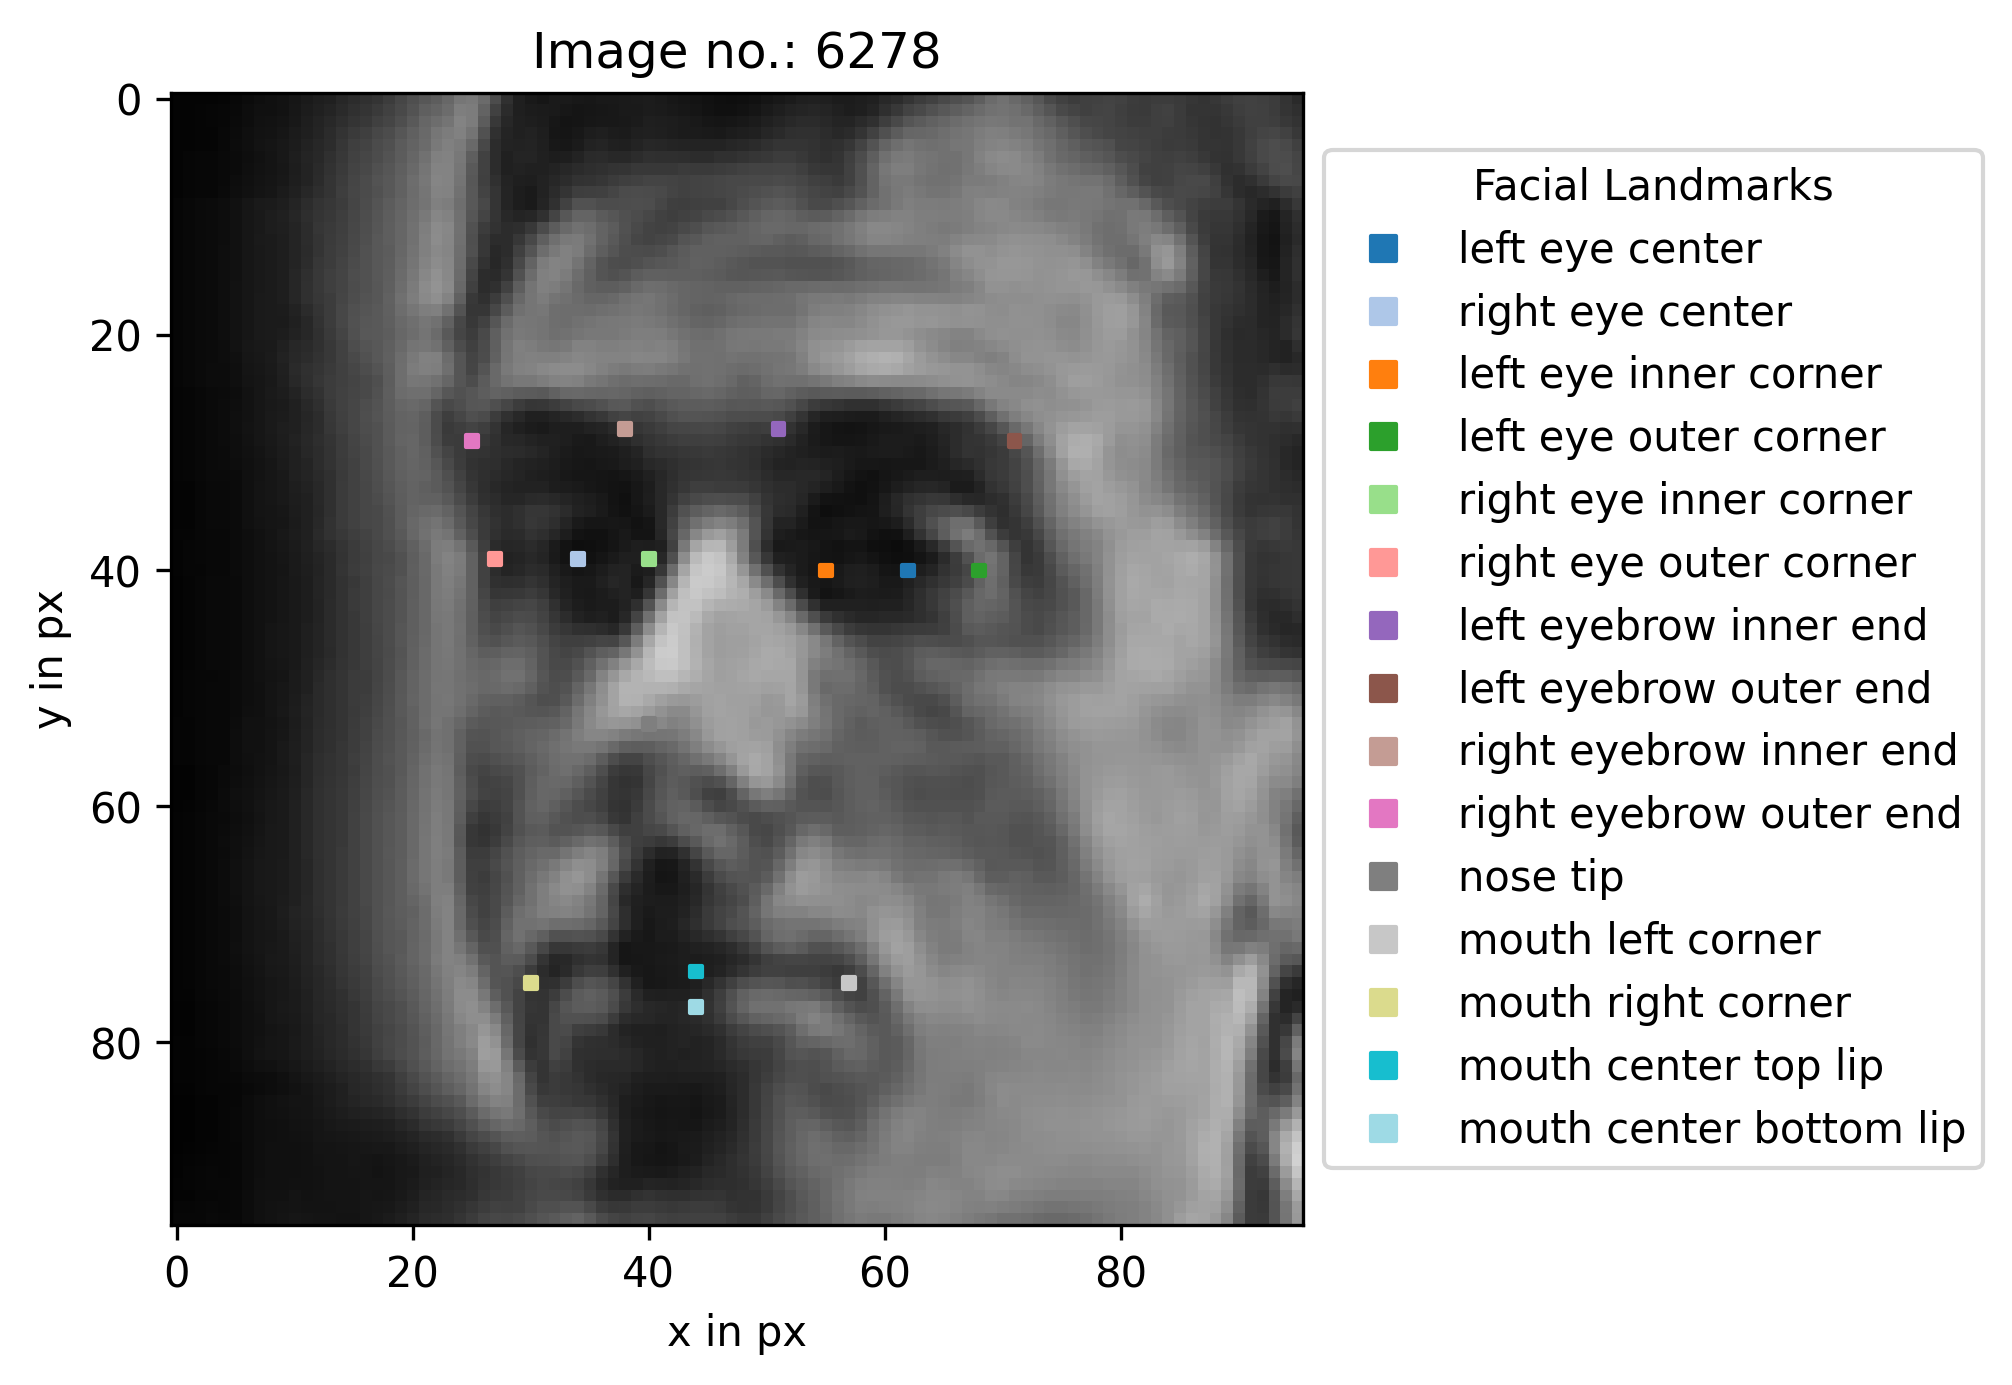 Image no.: 6278
0
20
40
60
80
y in px
0 20 40 60 80
x in px
Facial Landmarks
left eye center
right eye center
left eye inner corner
left eye outer corner
right eye inner corner
right eye outer corner
left eyebrow inner end
left eyebrow outer end
right eyebrow inner end
right eyebrow outer end
nose tip
mouth left corner
mouth right corner
mouth center top lip
mouth center bottom lip